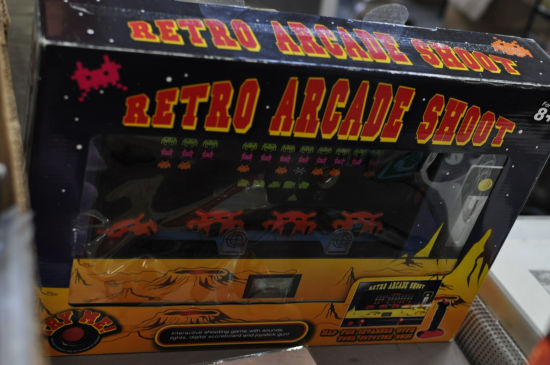 RETRO ARCADE SHOOT
RETRO ARCADE SHOOT
8+
TRY ME!
RETRO ARCADE SHOOT
Interactive shooting game with sounds,
lights, digital scoreboard and joystick gun!